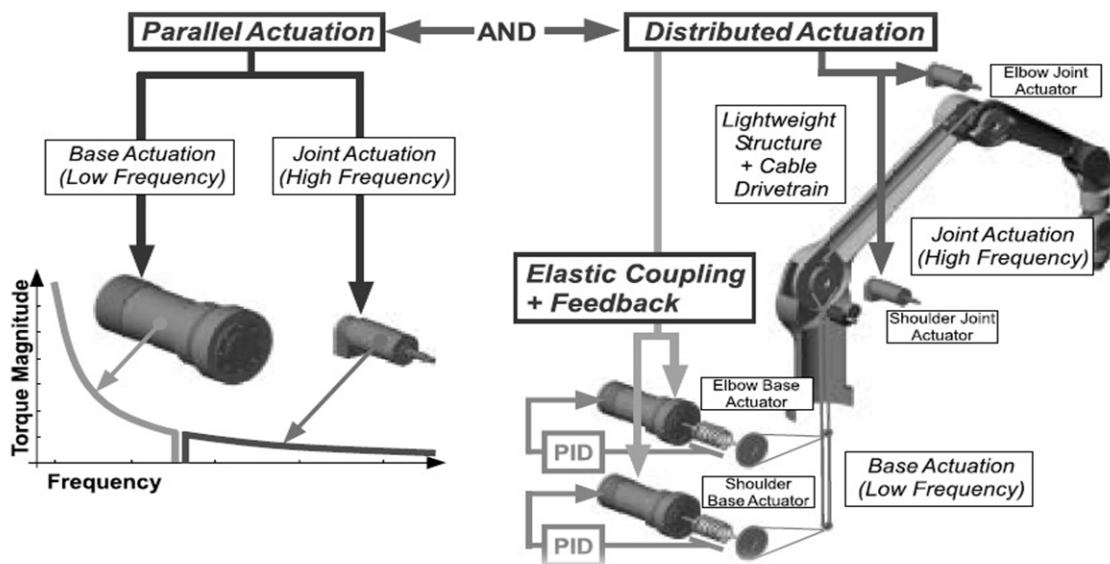 Parallel Actuation
AND
Distributed Actuation
Base Actuation
(Low Frequency)
Joint Actuation
(High Frequency)
Torque Magnitude
Frequency
Elbow Joint
Actuator
Lightweight
Structure
+ Cable
Drivetrain
Joint Actuation
(High Frequency)
Shoulder Joint
Actuator
Elastic Coupling
+ Feedback
Elbow Base
Actuator
PID
Shoulder
Base Actuator
PID
Base Actuation
(Low Frequency)